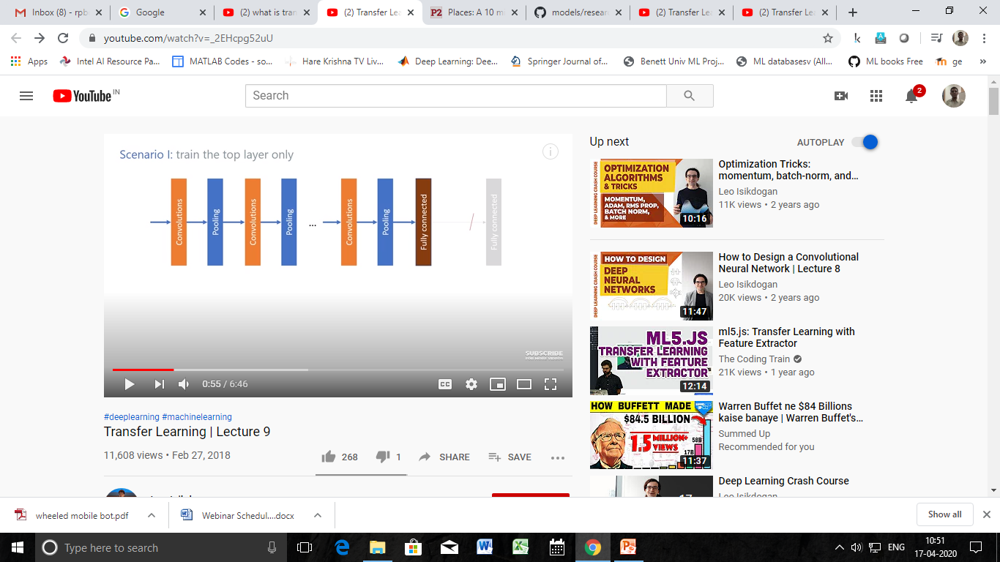 Inbox (8) - rpb
Google
(2) what is tran
(2) Transfer Lea
P2 Places: A 10 m
models/resear
(2) Transfer Le
(2) Transfer Le
youtube.com/watch?v=_2EHcpg52uU
Apps
Intel AI Resource Pa...
MATLAB Codes - so...
Hare Krishna TV Liv...
Deep Learning: Dee...
Springer Journal of...
Benett Univ ML Proj...
ML databasesv (All...
ML books Free
ge
»
YouTube IN
Search
2
Scenario I: train the top layer only
Convolutions
Pooling
Convolutions
Pooling
...
Convolutions
Pooling
Fully connected
Fully connected
SUBSCRIBE
FOR MORE VIDEOS
0:55 / 6:46
CC
#deeplearning #machinelearning
Transfer Learning | Lecture 9
11,608 views • Feb 27, 2018
268
1
SHARE
SAVE
Up next
AUTOPLAY
DEEP LEARNING CRASH COURSE
OPTIMIZATION
ALGORITHMS
& TRICKS
MOMENTUM,
ADAM, RMS PROP,
BATCH NORM,
& MORE
10:16
Optimization Tricks:
momentum, batch-norm, and...
Leo Isikdogan
11K views • 2 years ago
DEEP LEARNING CRASH COURSE
HOW TO DESIGN
DEEP
NEURAL
NETWORKS
11:47
How to Design a Convolutional
Neural Network | Lecture 8
Leo Isikdogan
20K views • 2 years ago
ML5.JS
TRANSFER LEARNING
WITH FEATURE
EXTRACTOR
12:14
ml5.js: Transfer Learning with
Feature Extractor
The Coding Train
21K views • 1 year ago
HOW BUFFETT MADE
$84.5 BILLION
1.5 MILLION+
VIEWS
58B
17B
11:37
Warren Buffet ne $84 Billions
kaise banaye | Warren Buffet's...
Summed Up
Recommended for you
Deep Learning Crash Course
Leo Isikdogan
wheeled mobile bot.pdf
Webinar Schedul....docx
Show all
Type here to search
ENG
10:51
17-04-2020